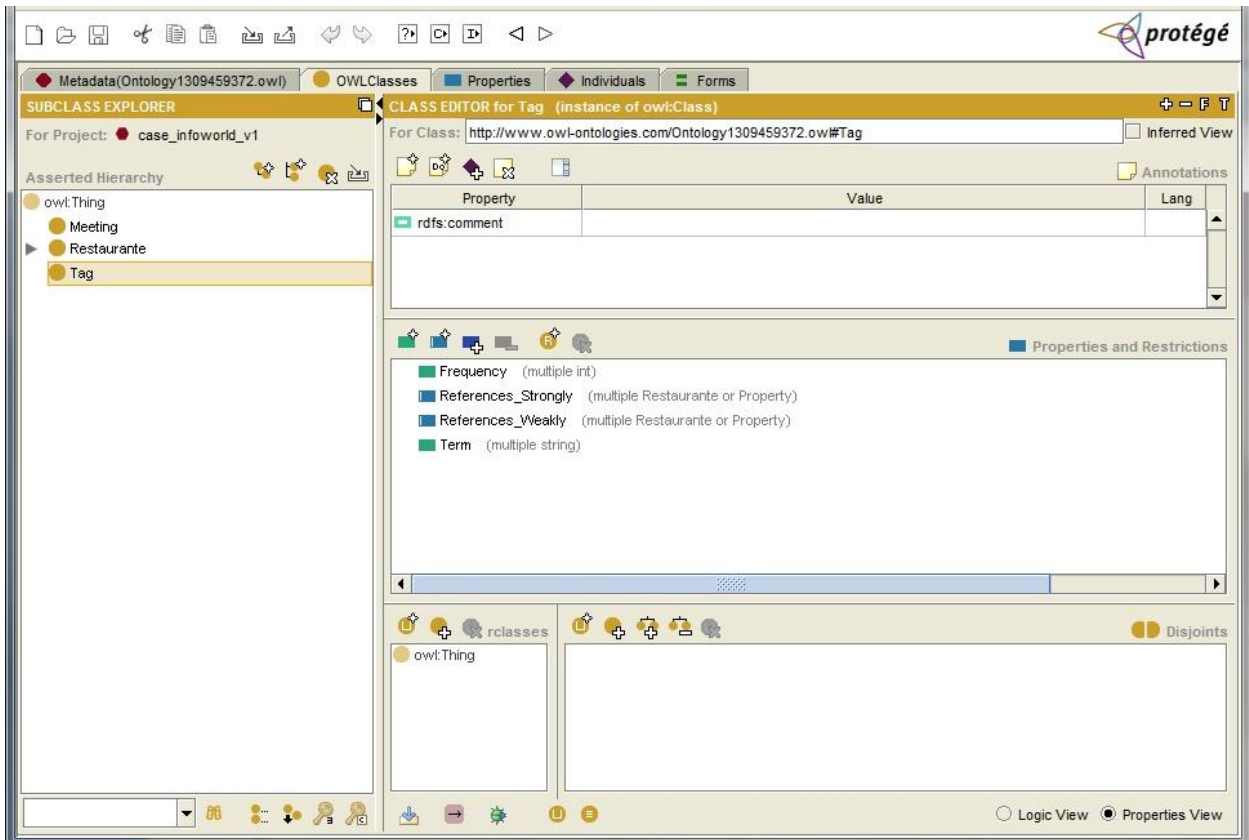 protégé
Metadata(Ontology1309459372.owl) OWLClasses Properties Individuals Forms
SUBCLASS EXPLORER
For Project: case_infoworld_v1
Asserted Hierarchy
owl:Thing
Meeting
Restaurante
Tag
CLASS EDITOR for Tag (instance of owl:Class)
For Class: http://www.owl-ontologies.com/Ontology1309459372.owl#Tag Inferred View
Annotations
Property Value Lang
rdfs:comment
Properties and Restrictions
Frequency (multiple int)
References_Strongly (multiple Restaurante or Property)
References_Weakly (multiple Restaurante or Property)
Term (multiple string)
rclasses
owl:Thing
Disjoints
Logic View Properties View